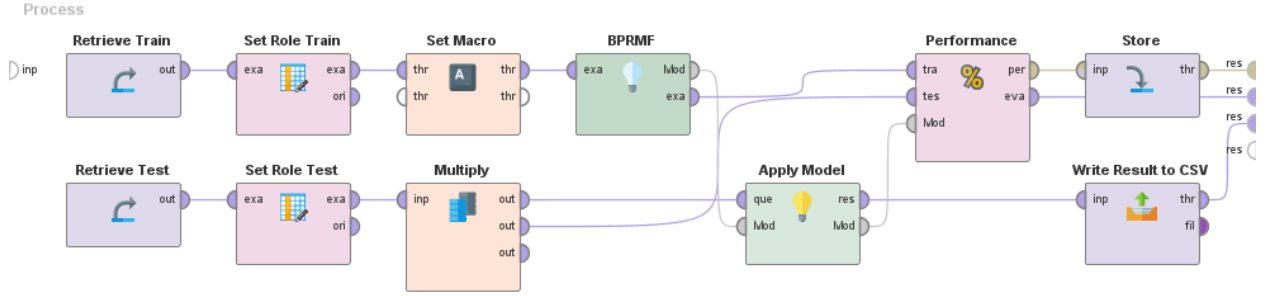 Process
Retrieve Train Set Role Train Set Macro BPRMF Performance Store
inp out exa exa thr thr exa Mod tra per inp thr res
ori thr thr exa tes eva res
Mod res
res
Retrieve Test Set Role Test Multiply Apply Model Write Result to CSV
out exa exa inp out que res inp thr
ori out Mod Mod fil
out
A
%